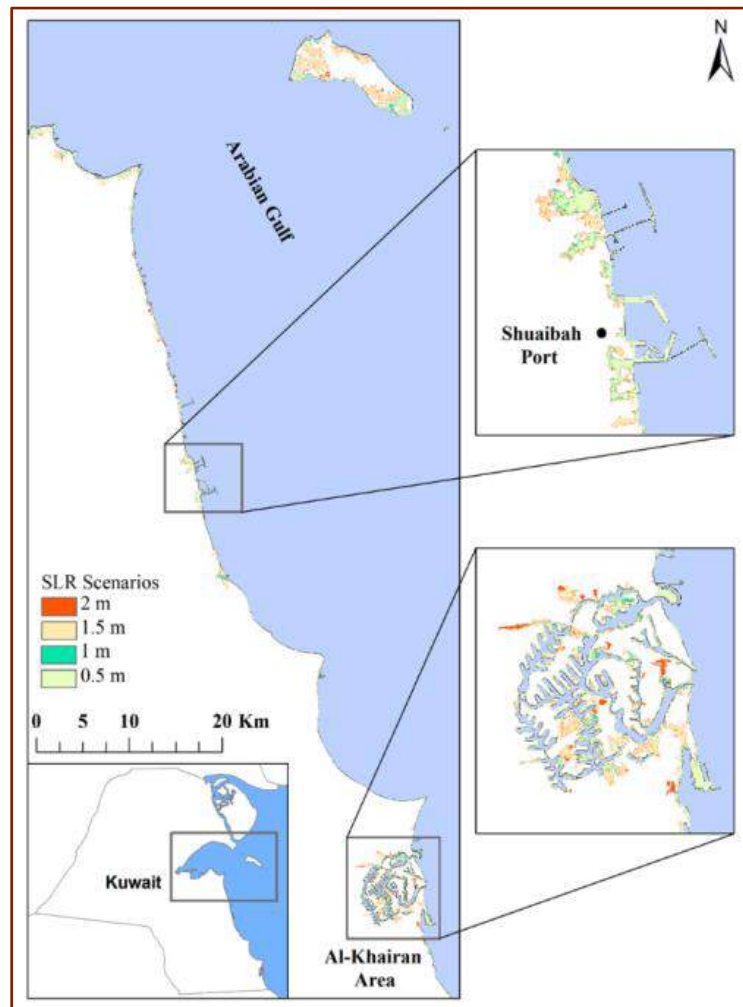 N
Arabian Gulf
Shuaibah
Port
SLR Scenarios
2 m
1.5 m
1 m
0.5 m
0 5 10 20 Km
Kuwait
Al-Khairan
Area